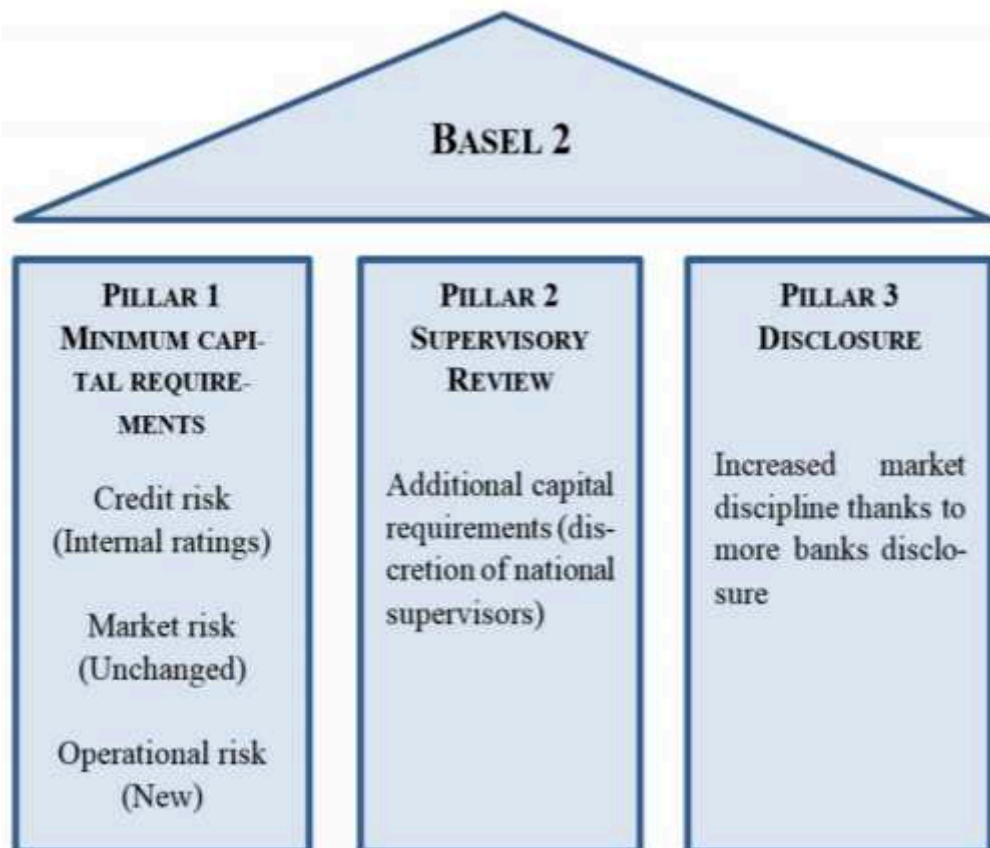 BASEL 2
PILLAR 1
MINIMUM CAPI-
TAL REQUIRE-
MENTS
Credit risk
(Internal ratings)
Market risk
(Unchanged)
Operational risk
(New)
PILLAR 2
SUPERVISORY
REVIEW
Additional capital
requirements (dis-
cretion of national
supervisors)
PILLAR 3
DISCLOSURE
Increased market
discipline thanks to
more banks disclo-
sure